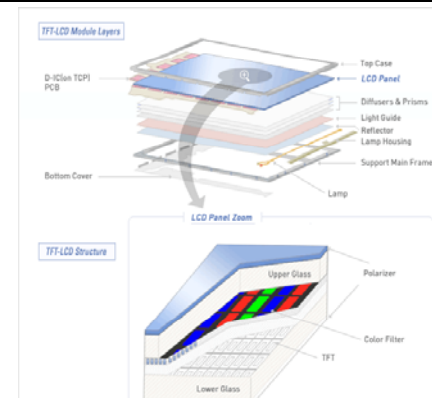 TFT-LCD Module Layers
Top Case
D-IC(on TCP)
PCB
LCD Panel
Diffusers & Prisms
Light Guide
Reflector
Lamp Housing
Support Main Frame
Bottom Cover
Lamp
LCD Panel Zoom
TFT-LCD Structure
Upper Glass
Polarizer
Color Filter
TFT
Lower Glass